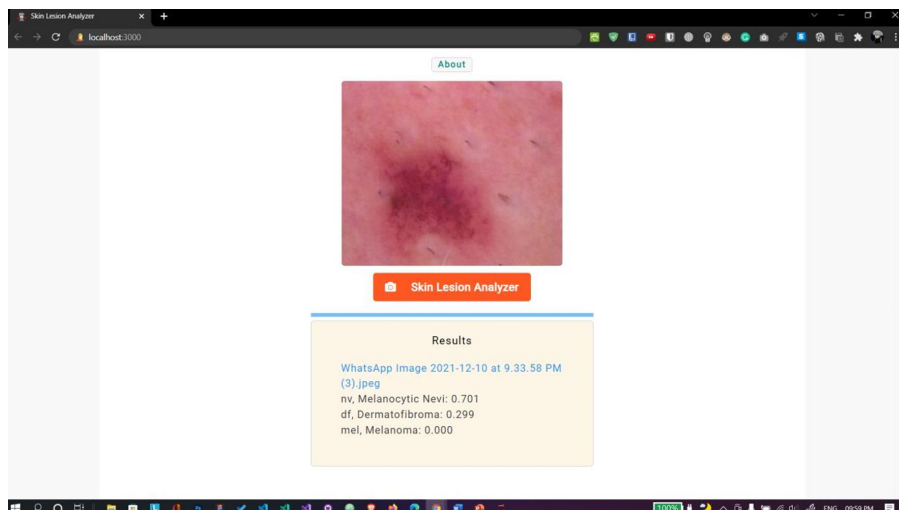 Skin Lesion Analyzer
localhost:3000
About
Skin Lesion Analyzer
Results
WhatsApp Image 2021-12-10 at 9.33.58 PM
(3).jpeg
nv, Melanocytic Nevi: 0.701
df, Dermatofibroma: 0.299
mel, Melanoma: 0.000
100% ENG 09:59 PM